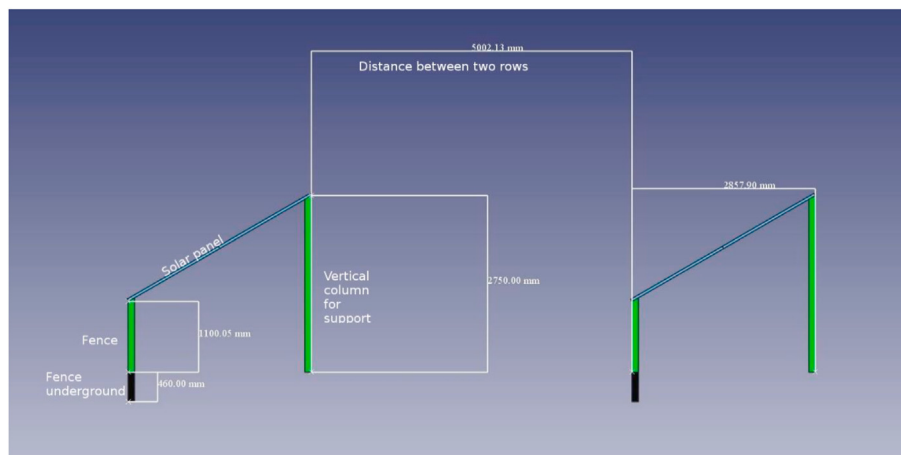 5002.13 mm
Distance between two rows
2857.90 mm
Solar panel
Vertical
column
for
support
2750.00 mm
Fence
1100.05 mm
Fence
underground
460.00 mm